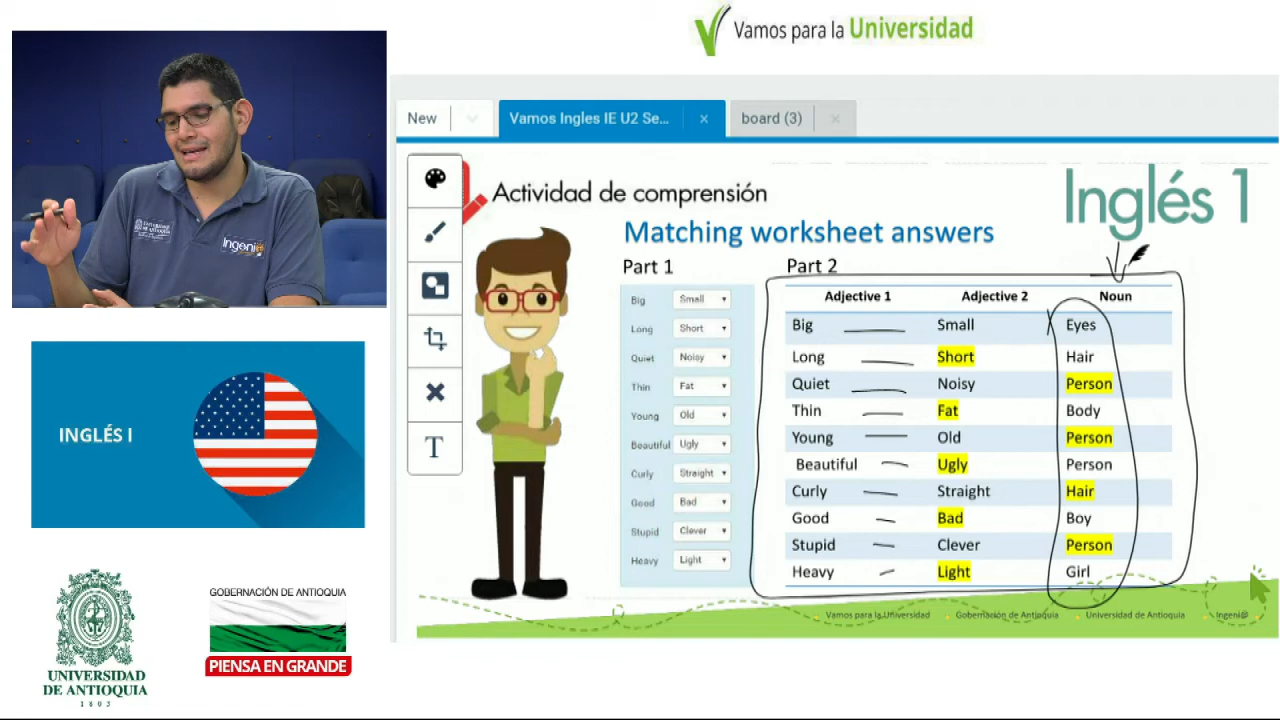 Vamos para la Universidad
New
Vamos Ingles IE U2 Se...
board (3)
Actividad de comprensión
Inglés 1
Matching worksheet answers
Part 1
Part 2
Big Small
Long Short
Quiet Noisy
Thin Fat
Young Old
Beautiful Ugly
Curly Straight
Good Bad
Stupid Clever
Heavy Light
Adjective 1 Adjective 2 Noun
Big Small Eyes
Long Short Hair
Quiet Noisy Person
Thin Fat Body
Young Old Person
Beautiful Ugly Person
Curly Straight Hair
Good Bad Boy
Stupid Clever Person
Heavy Light Girl
T
Vamos para la Universidad Gobernación de Antioquia Universidad de Antioquia Ingeni@
Ingeni@
INGLÉS I
UNIVERSIDAD
DE ANTIOQUIA
1803
GOBERNACIÓN DE ANTIOQUIA
PIENSA EN GRANDE